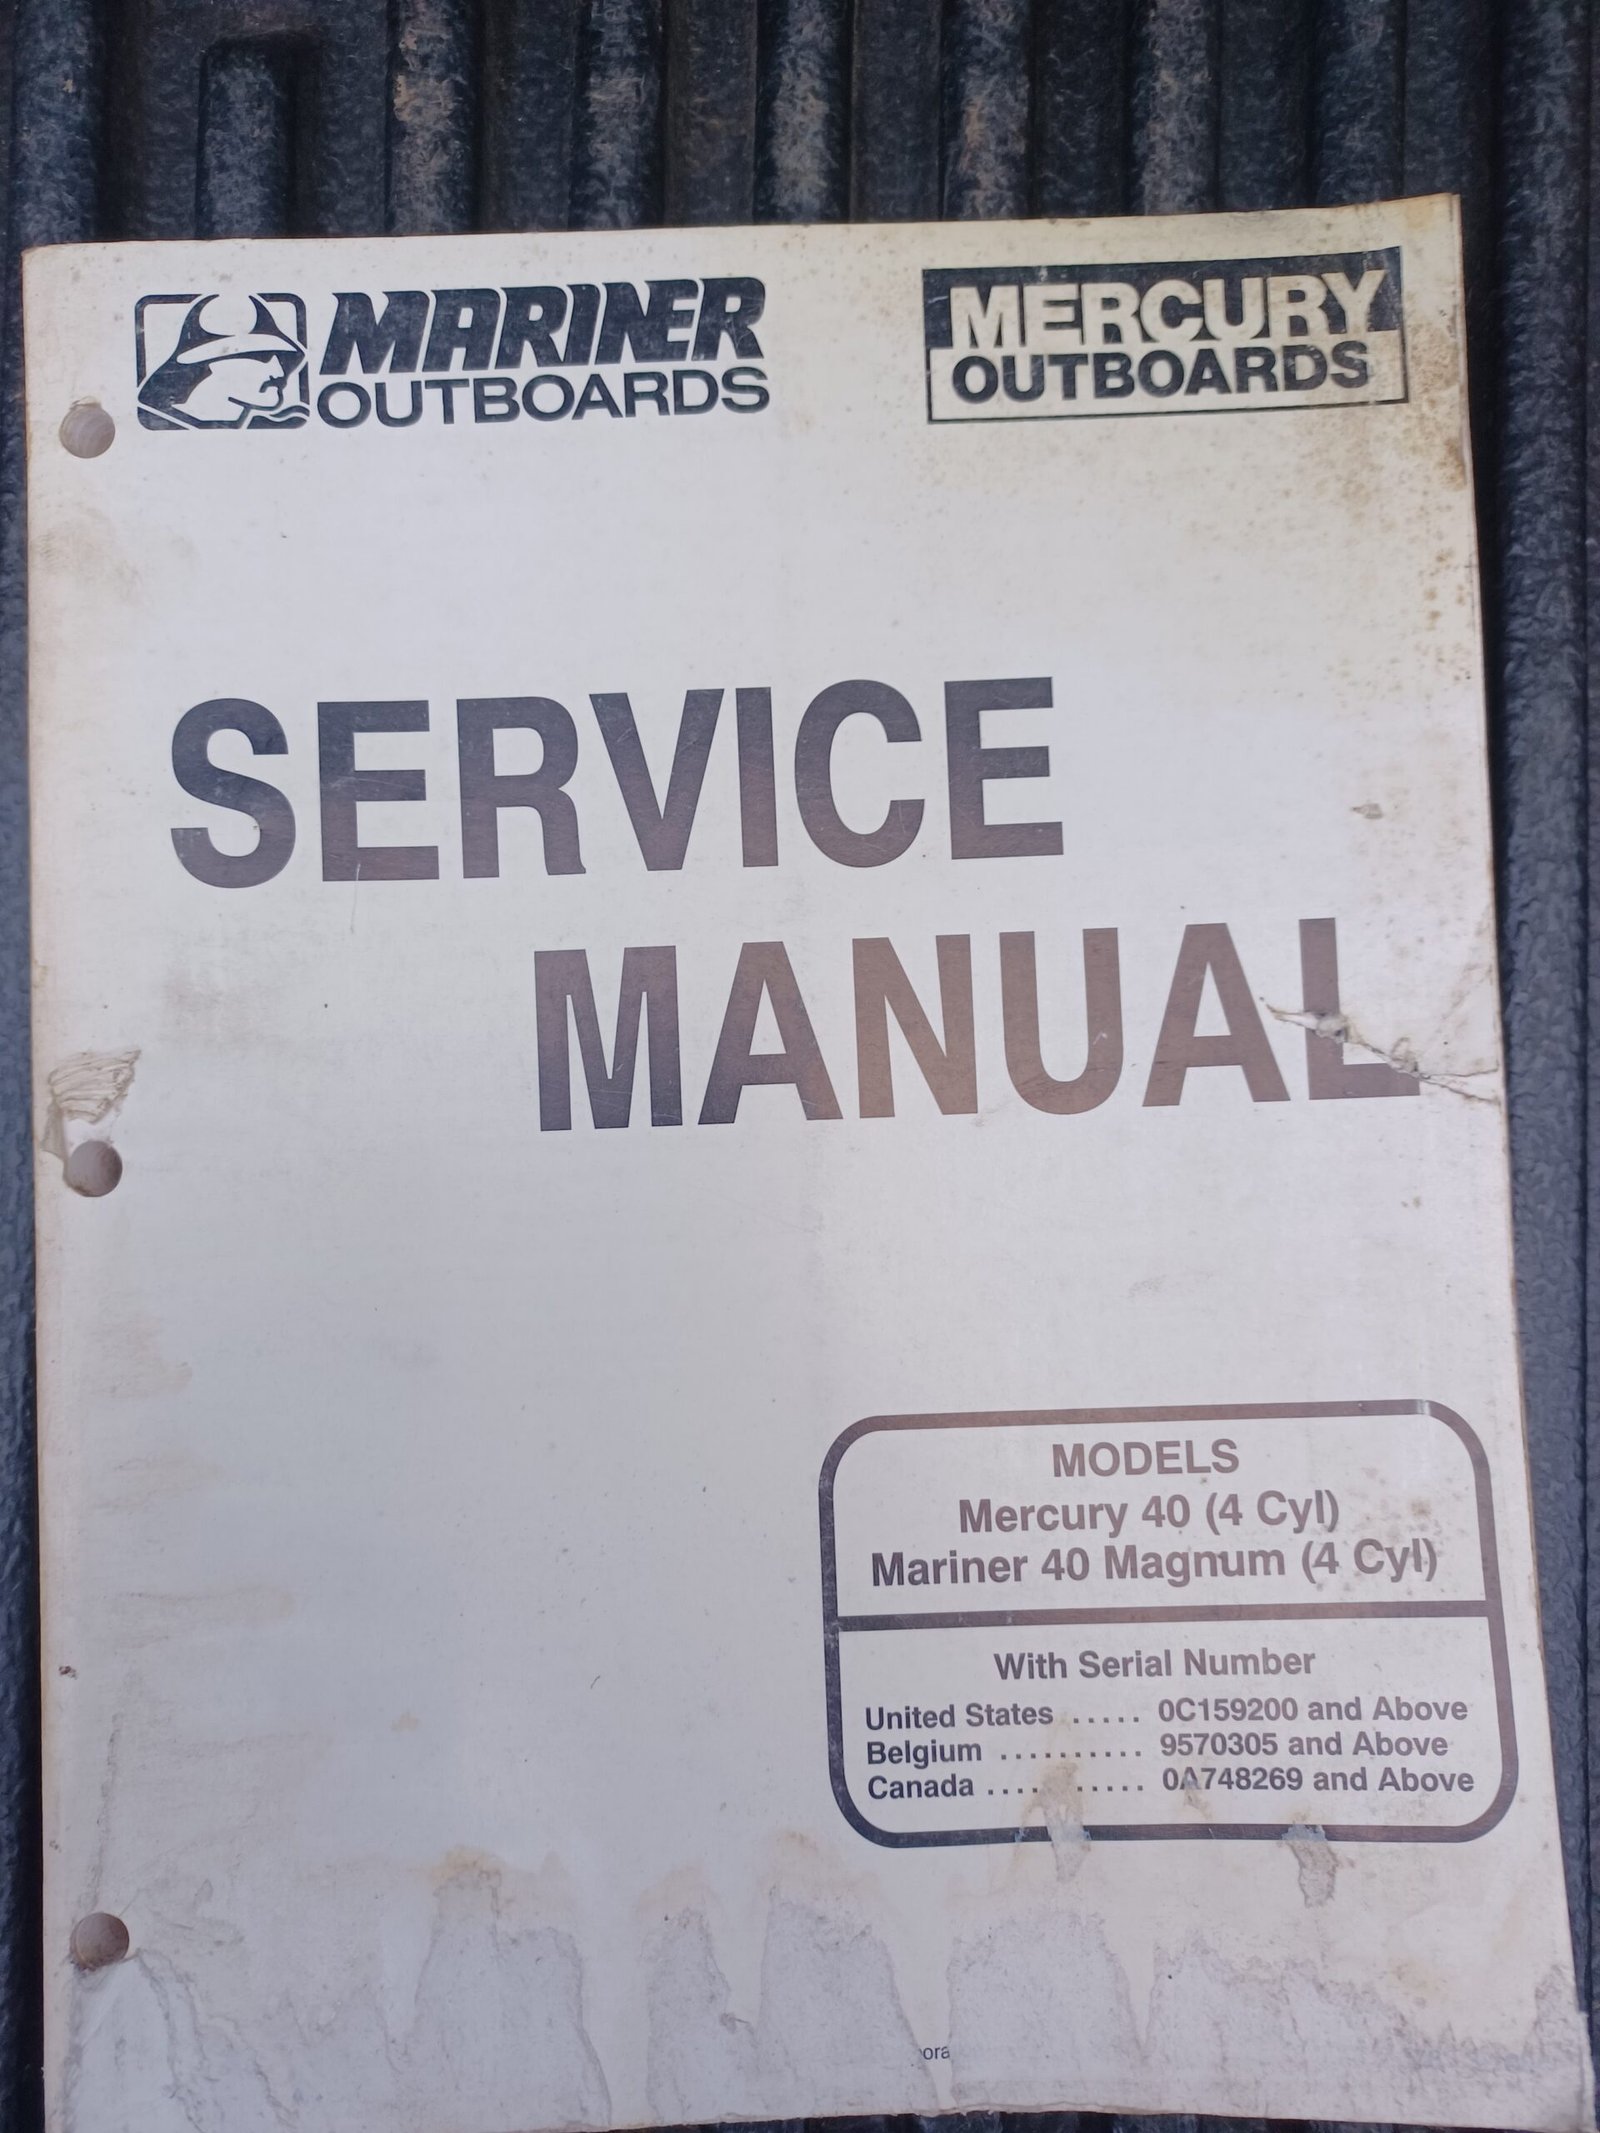 MARINER
OUTBOARDS
MERCURY
OUTBOARDS
SERVICE
MANUAL
MODELS
Mercury 40 (4 Cyl)
Mariner 40 Magnum (4 Cyl)
With Serial Number
United States ..... 0C159200 and Above
Belgium .......... 9570305 and Above
Canada ........... 0A748269 and Above